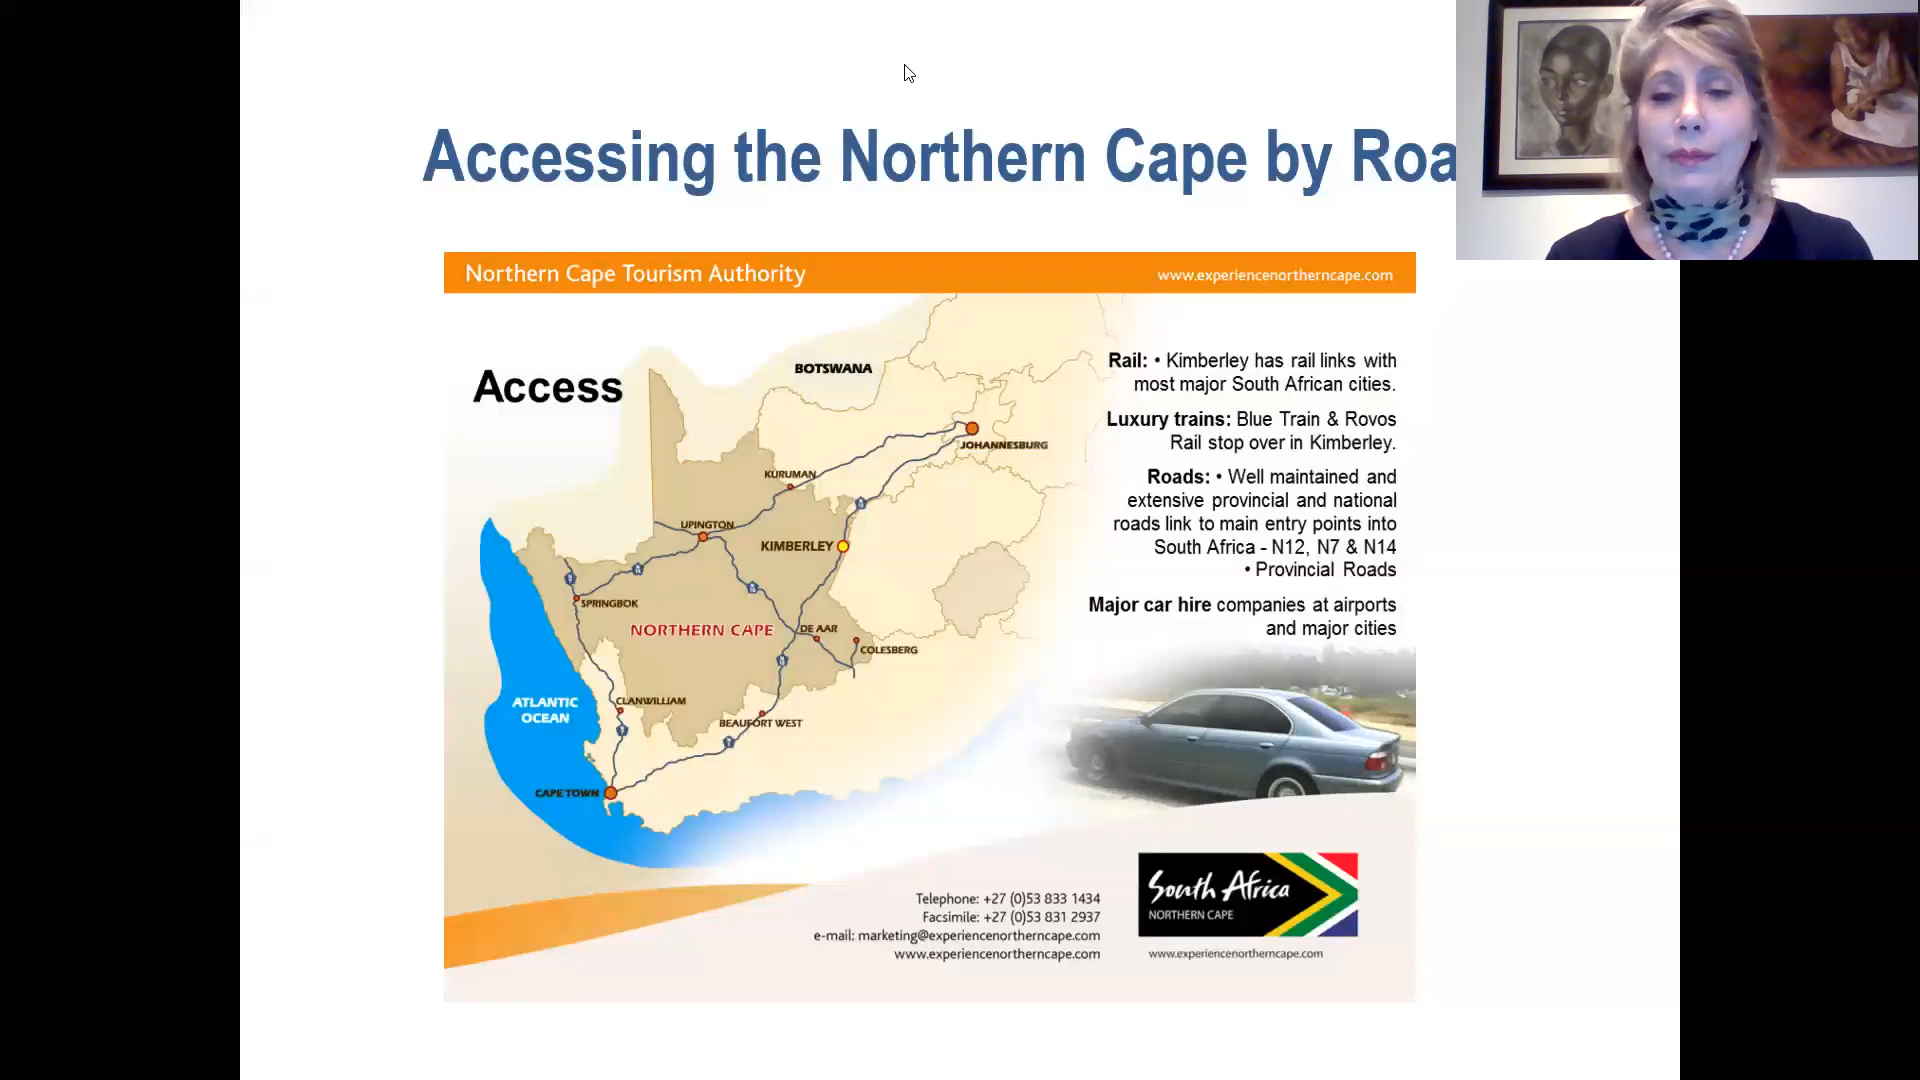 Accessing the Northern Cape by Roa
Northern Cape Tourism Authority
www.experiencenortherncape.com
Access
BOTSWANA
JOHANNESBURG
KURUMAN
UPINGTON
KIMBERLEY
SPRINGBOK
NORTHERN CAPE
DE AAR
COLESBERG
ATLANTIC
OCEAN
CLANWILLIAM
BEAUFORT WEST
CAPE TOWN
Rail: • Kimberley has rail links with
most major South African cities.
Luxury trains: Blue Train & Rovos
Rail stop over in Kimberley.
Roads: • Well maintained and
extensive provincial and national
roads link to main entry points into
South Africa - N12, N7 & N14
• Provincial Roads
Major car hire companies at airports
and major cities
Telephone: +27 (0)53 833 1434
Facsimile: +27 (0)53 831 2937
e-mail: marketing@experiencenortherncape.com
www.experiencenortherncape.com
South Africa
NORTHERN CAPE
www.experiencenortherncape.com